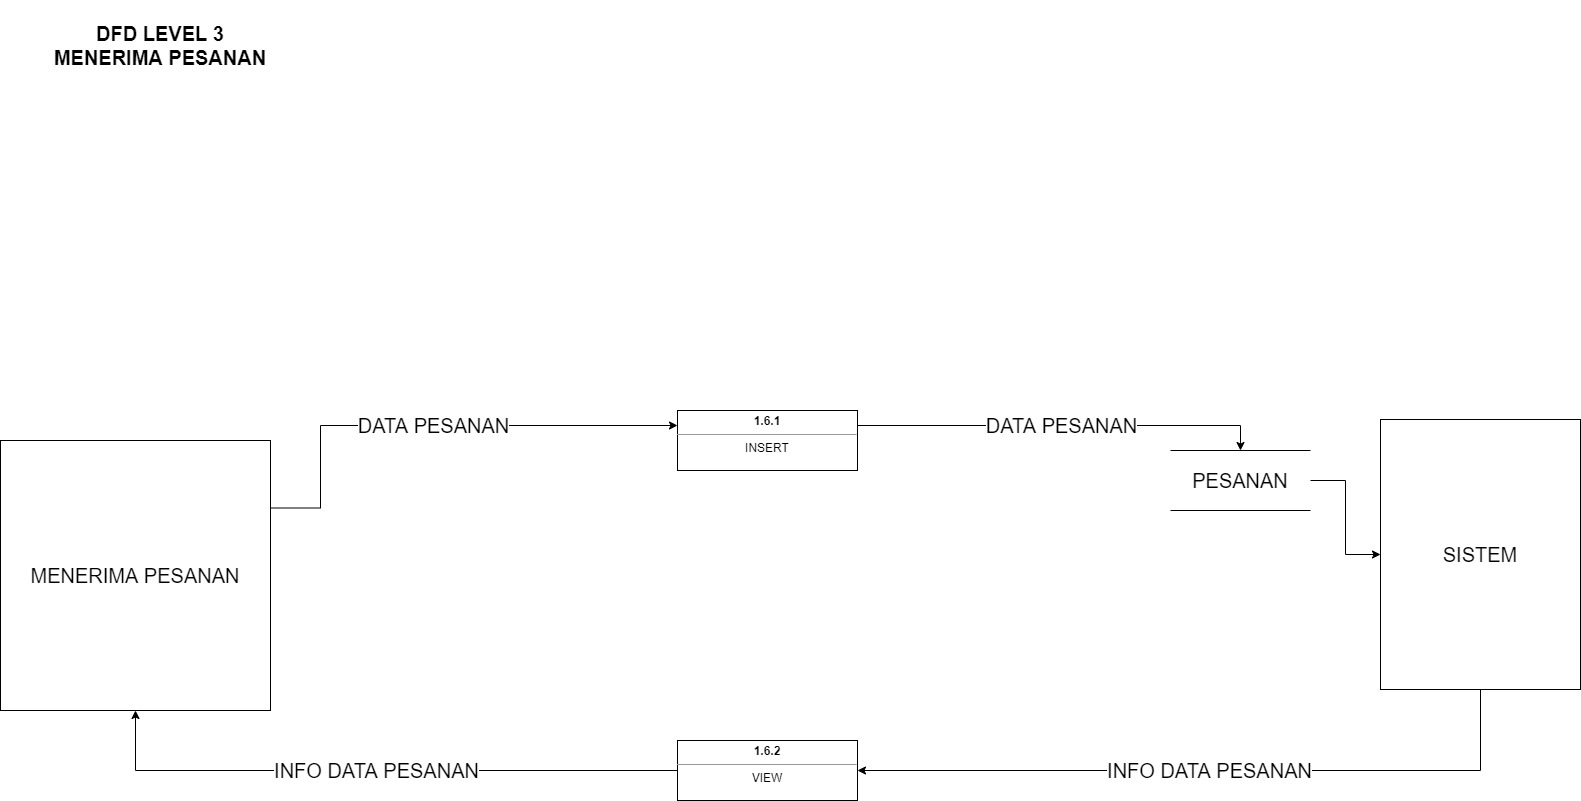 DFD LEVEL 3
MENERIMA PESANAN
DATA PESANAN
1.6.1
INSERT
DATA PESANAN
PESANAN
SISTEM
MENERIMA PESANAN
INFO DATA PESANAN
1.6.2
VIEW
INFO DATA PESANAN